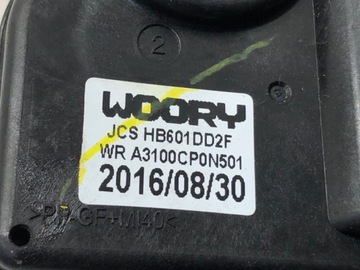 2
WOORY
JCS HB601DD2F
WR A3100CP0N501
2016/08/30
>PP-GF+MI40<